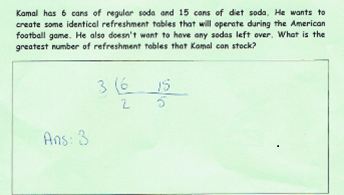 Kamal has 6 cans of regular soda and 15 cans of diet soda. He wants to
create some identical refreshment tables that will operate during the American
football game. He also doesn't want to have any sodas left over. What is the
greatest number of refreshment tables that Kamal can stock?
3 (6 15
2 5
Ans: 3